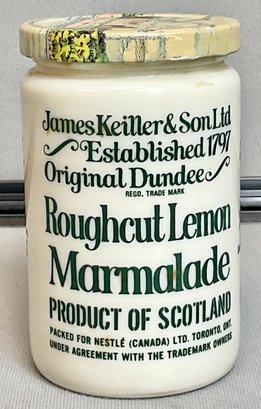 James Keiller & Son Ltd
Established 1797
Original Dundee
REGD. TRADE MARK
Roughcut Lemon
Marmalade
PRODUCT OF SCOTLAND
PACKED FOR NESTLÉ (CANADA) LTD. TORONTO, ONT.
UNDER AGREEMENT WITH THE TRADEMARK OWNERS